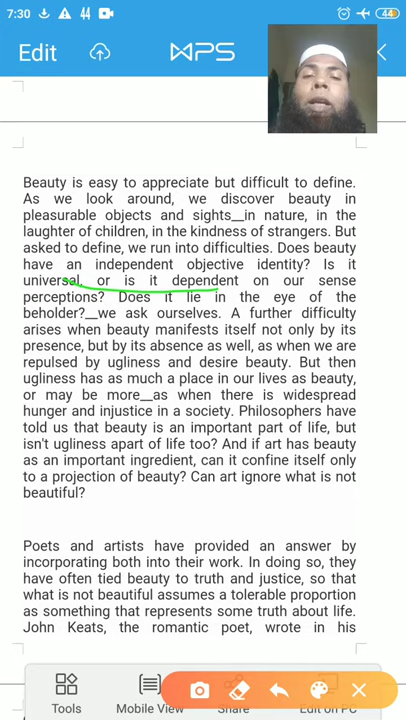 7:30 44 44
Edit WPS
Beauty is easy to appreciate but difficult to define.
As we look around, we discover beauty in
pleasurable objects and sights__in nature, in the
laughter of children, in the kindness of strangers. But
asked to define, we run into difficulties. Does beauty
have an independent objective identity? Is it
universal, or is it dependent on our sense
perceptions? Does it lie in the eye of the
beholder?__we ask ourselves. A further difficulty
arises when beauty manifests itself not only by its
presence, but by its absence as well, as when we are
repulsed by ugliness and desire beauty. But then
ugliness has as much a place in our lives as beauty,
or may be more__as when there is widespread
hunger and injustice in a society. Philosophers have
told us that beauty is an important part of life, but
isn't ugliness apart of life too? And if art has beauty
as an important ingredient, can it confine itself only
to a projection of beauty? Can art ignore what is not
beautiful?
Poets and artists have provided an answer by
incorporating both into their work. In doing so, they
have often tied beauty to truth and justice, so that
what is not beautiful assumes a tolerable proportion
as something that represents some truth about life.
John Keats, the romantic poet, wrote in his
Tools Mobile View Share Edit on PC